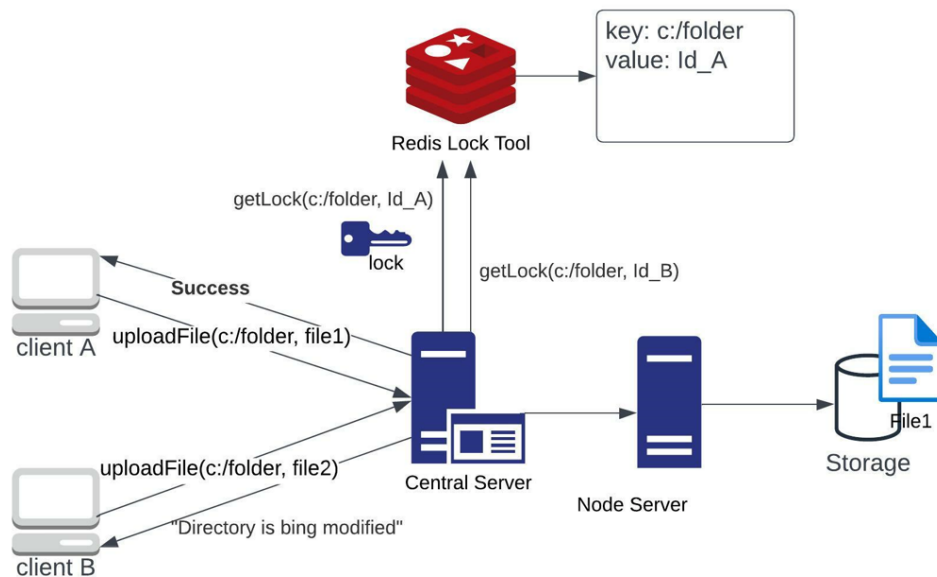 key: c:/folder
value: Id_A
Redis Lock Tool
getLock(c:/folder, Id_A)
lock
getLock(c:/folder, Id_B)
Success
uploadFile(c:/folder, file1)
client A
File1
uploadFile(c:/folder, file2)
Central Server
Storage
Node Server
"Directory is bing modified"
client B